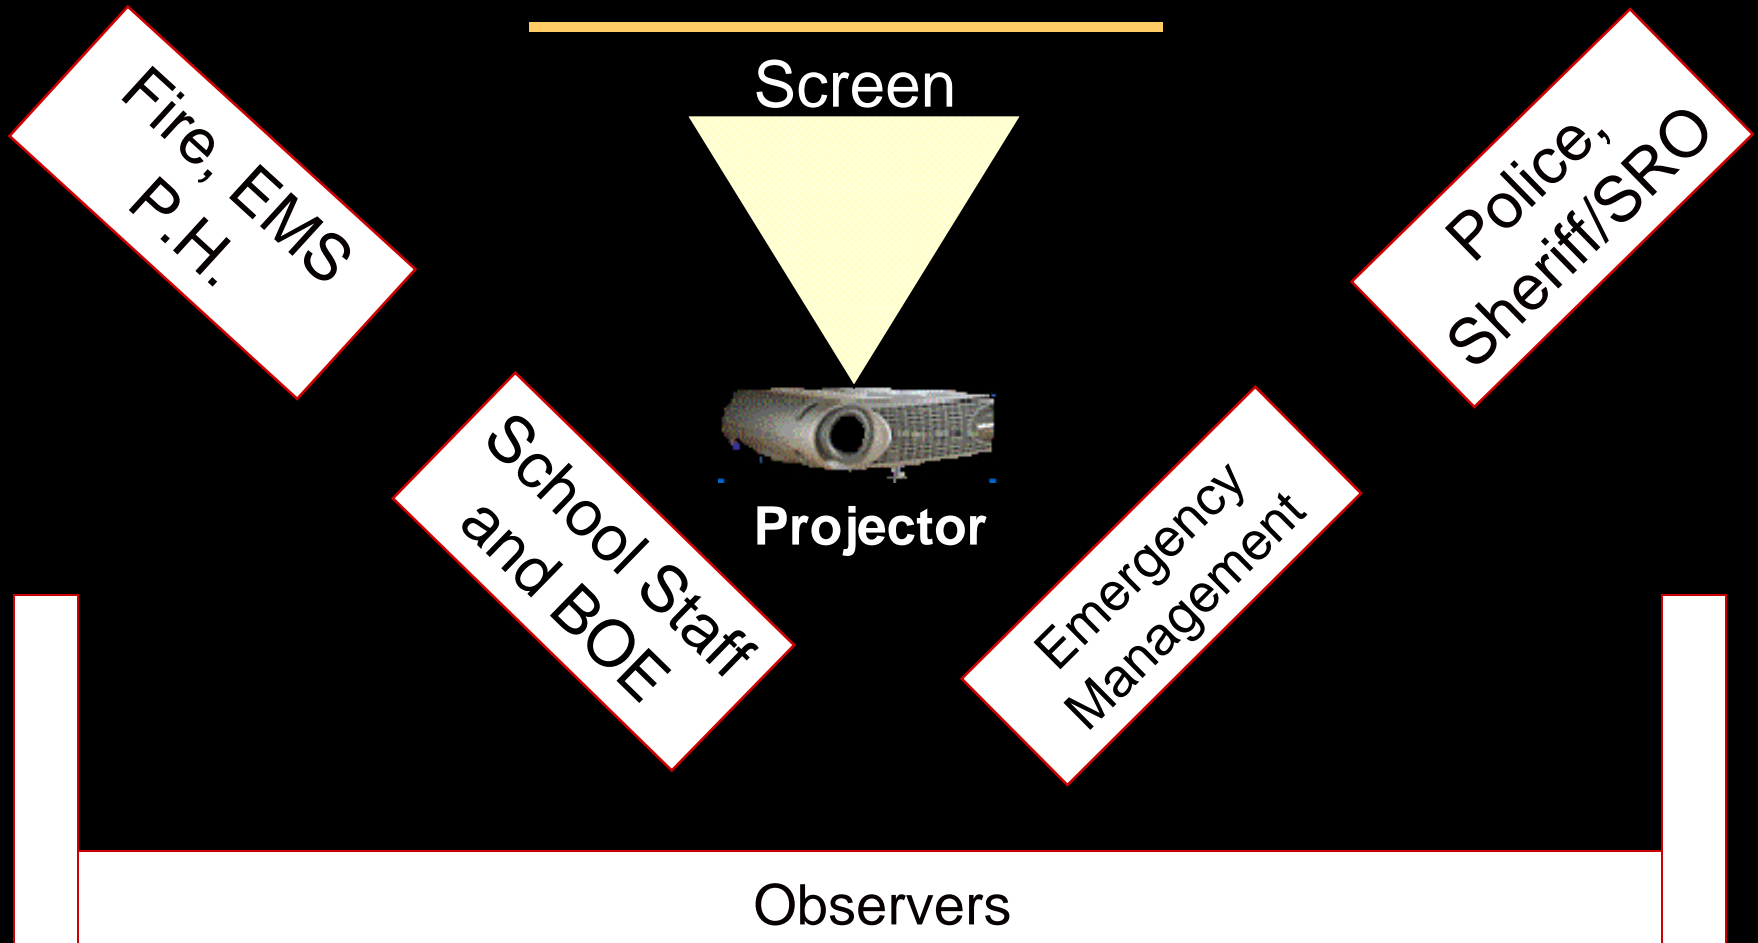 Screen
Fire, EMS
P.H.
Police,
Sheriff/SRO
School Staff
and BOE
Projector
Emergency
Management
Observers